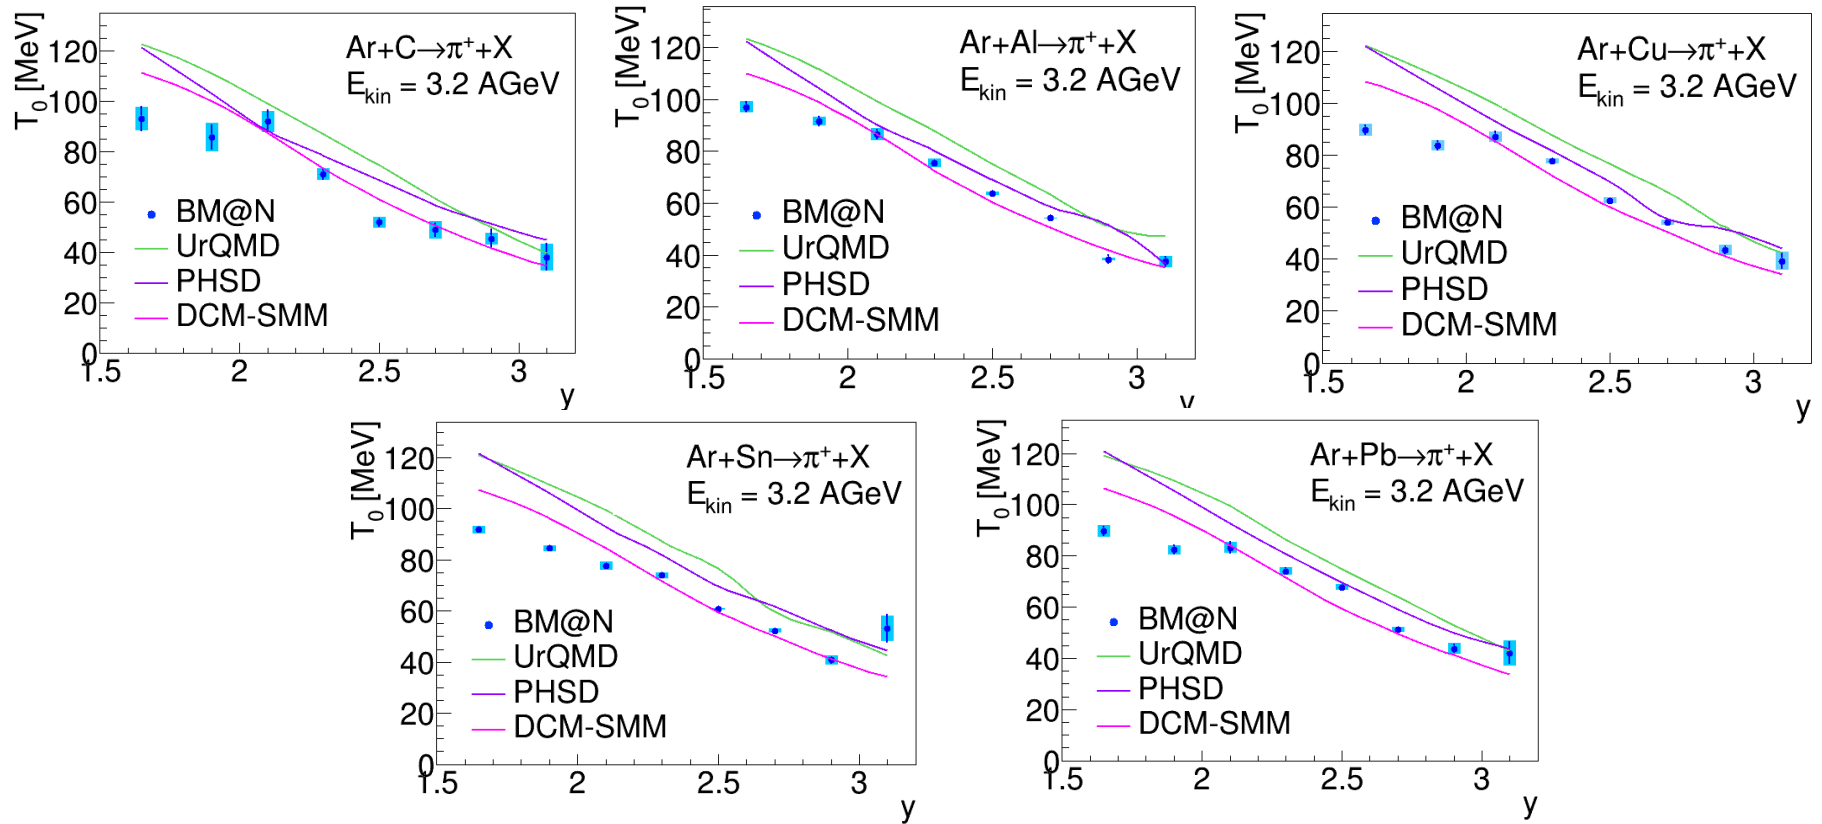 T₀ [MeV]
Ar+C→π⁺+X
E_kin = 3.2 AGeV
120
100
80
60
40
20
0
BM@N
UrQMD
PHSD
DCM-SMM
1.5 2 2.5 3
y
T₀ [MeV]
Ar+Al→π⁺+X
E_kin = 3.2 AGeV
120
100
80
60
40
20
0
BM@N
UrQMD
PHSD
DCM-SMM
1.5 2 2.5 3
y
T₀ [MeV]
Ar+Cu→π⁺+X
E_kin = 3.2 AGeV
120
100
80
60
40
20
0
BM@N
UrQMD
PHSD
DCM-SMM
1.5 2 2.5 3
y
T₀ [MeV]
Ar+Sn→π⁺+X
E_kin = 3.2 AGeV
120
100
80
60
40
20
0
BM@N
UrQMD
PHSD
DCM-SMM
1.5 2 2.5 3
y
T₀ [MeV]
Ar+Pb→π⁺+X
E_kin = 3.2 AGeV
120
100
80
60
40
20
0
BM@N
UrQMD
PHSD
DCM-SMM
1.5 2 2.5 3
y